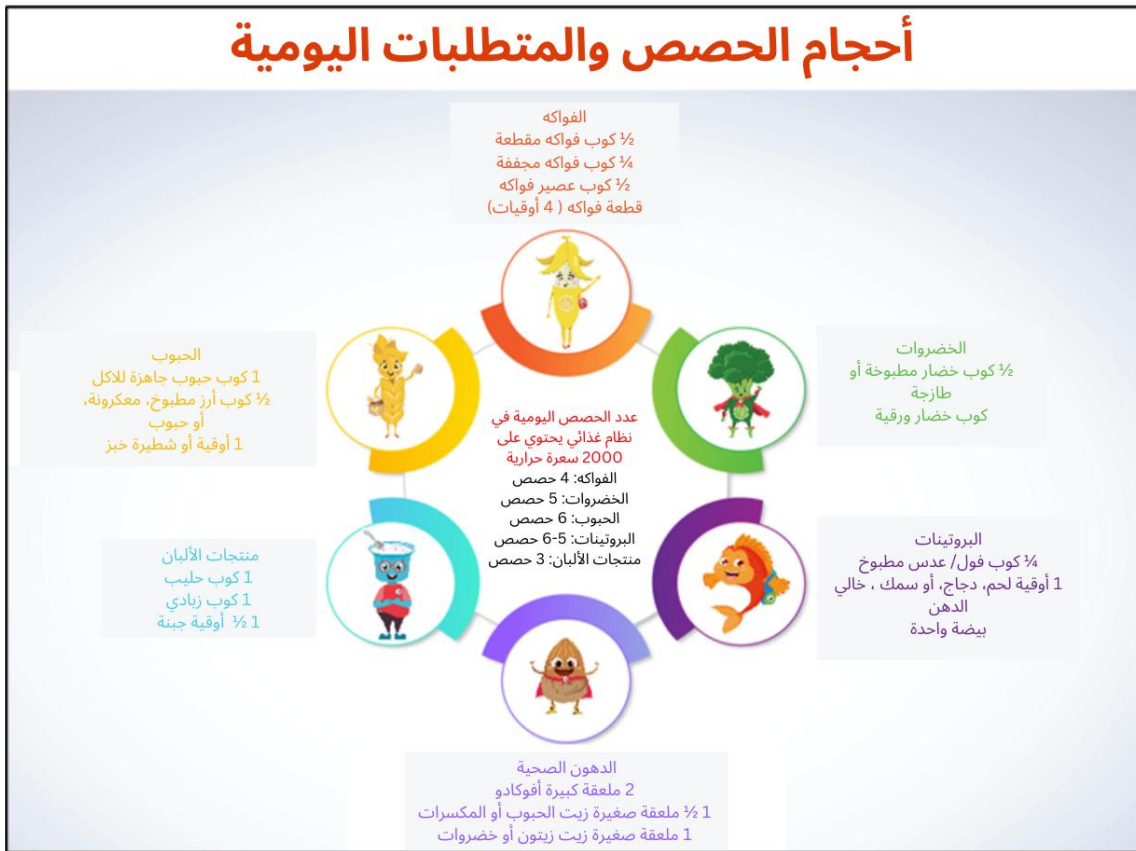 أحجام الحصص والمتطلبات اليومية
الفواكه
½ كوب فواكه مقطعة
¼ كوب فواكه مجففة
½ كوب عصير فواكه
قطعة فواكه ( 4 أوقيات)
الخضروات
½ كوب خضار مطبوخة أو
طازجة
كوب خضار ورقية
الحبوب
1 كوب حبوب جاهزة للاكل
½ كوب أرز مطبوخ، معكرونة،
أو حبوب
1 أوقية أو شطيرة خبز
عدد الحصص اليومية في
نظام غذائي يحتوي على
2000 سعرة حرارية
الفواكه: 4 حصص
الخضروات: 5 حصص
الحبوب: 6 حصص
البروتينات: 5-6 حصص
منتجات الألبان: 3 حصص
البروتينات
¼ كوب فول/ عدس مطبوخ
1 أوقية لحم، دجاج، أو سمك ، خالي
الدهن
بيضة واحدة
منتجات الألبان
1 كوب حليب
1 كوب زبادي
1 ½ أوقية جبنة
الدهون الصحية
2 ملعقة كبيرة أفوكادو
1 ½ ملعقة صغيرة زيت الحبوب أو المكسرات
1 ملعقة صغيرة زيت زيتون أو خضروات